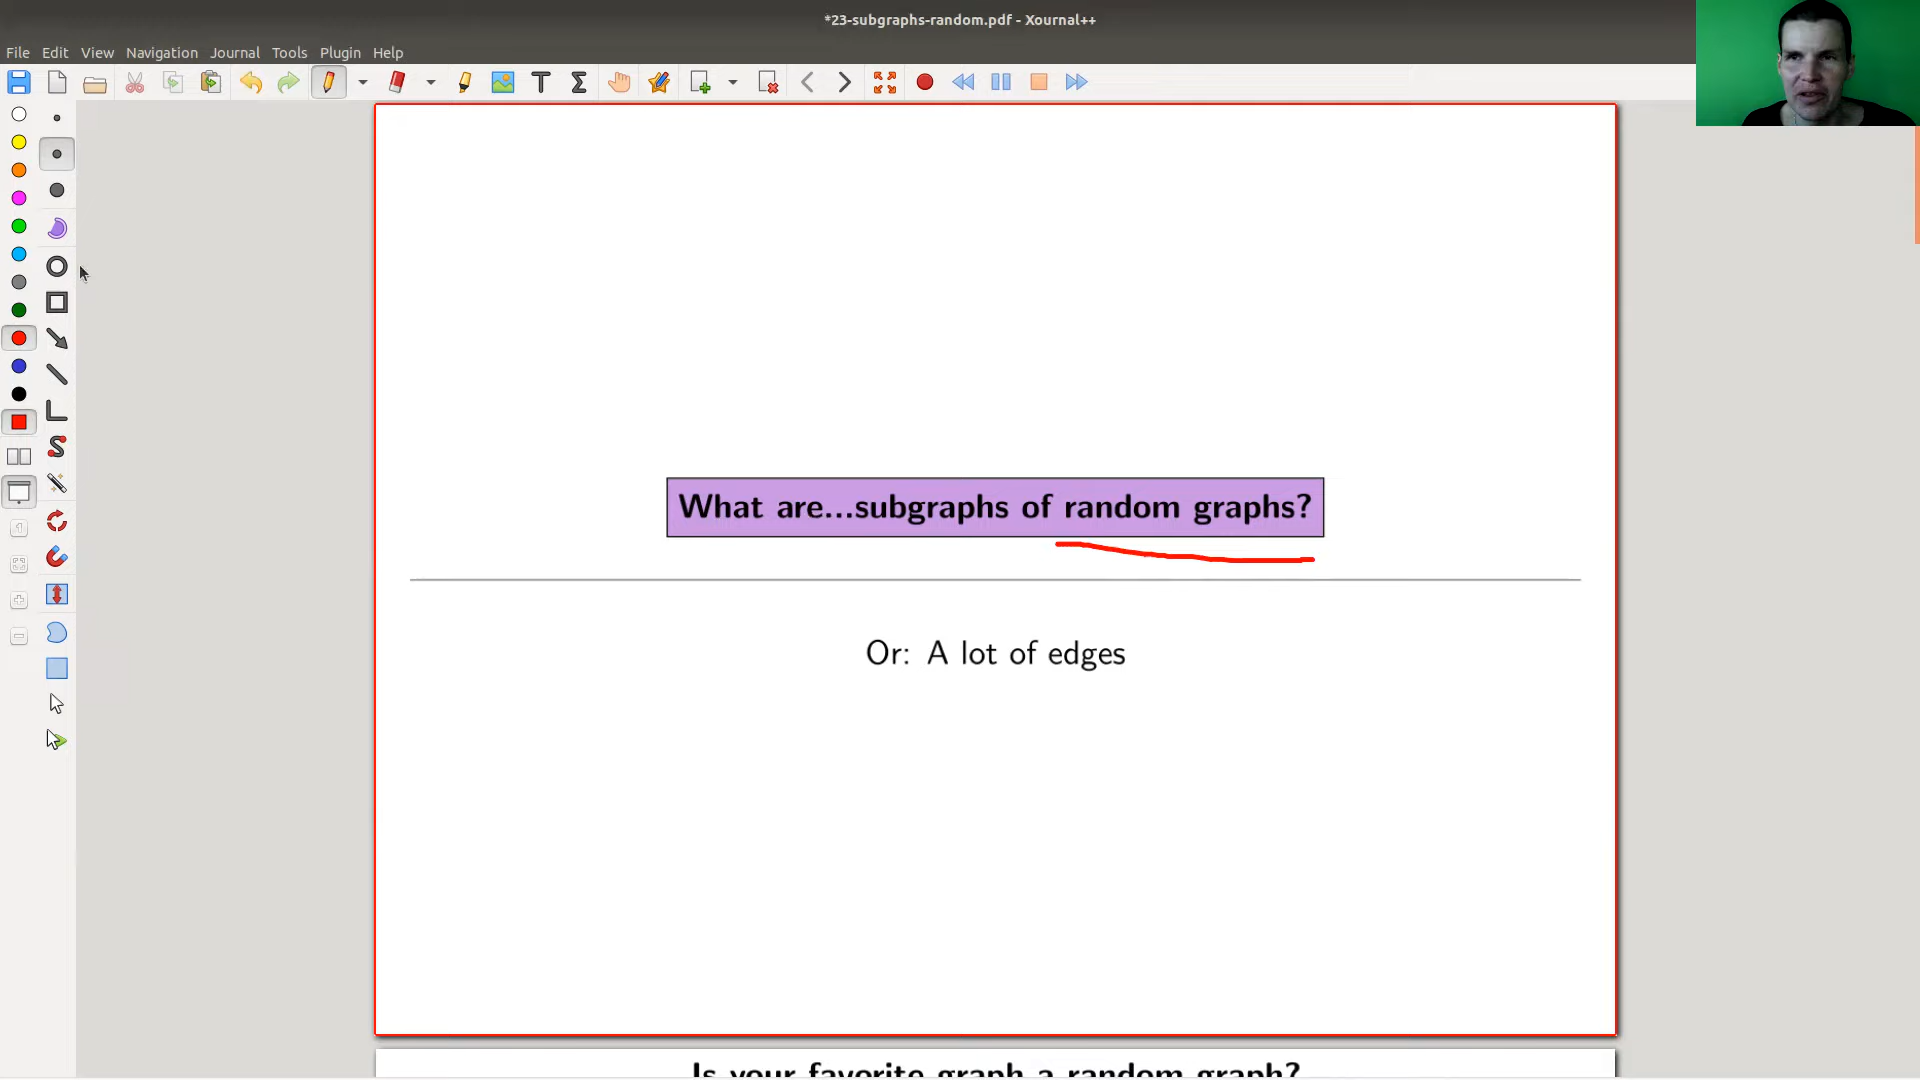 *23-subgraphs-random.pdf - Xournal++
File Edit View Navigation Journal Tools Plugin Help
What are...subgraphs of random graphs?
Or: A lot of edges
Is your favorite graph a random graph?